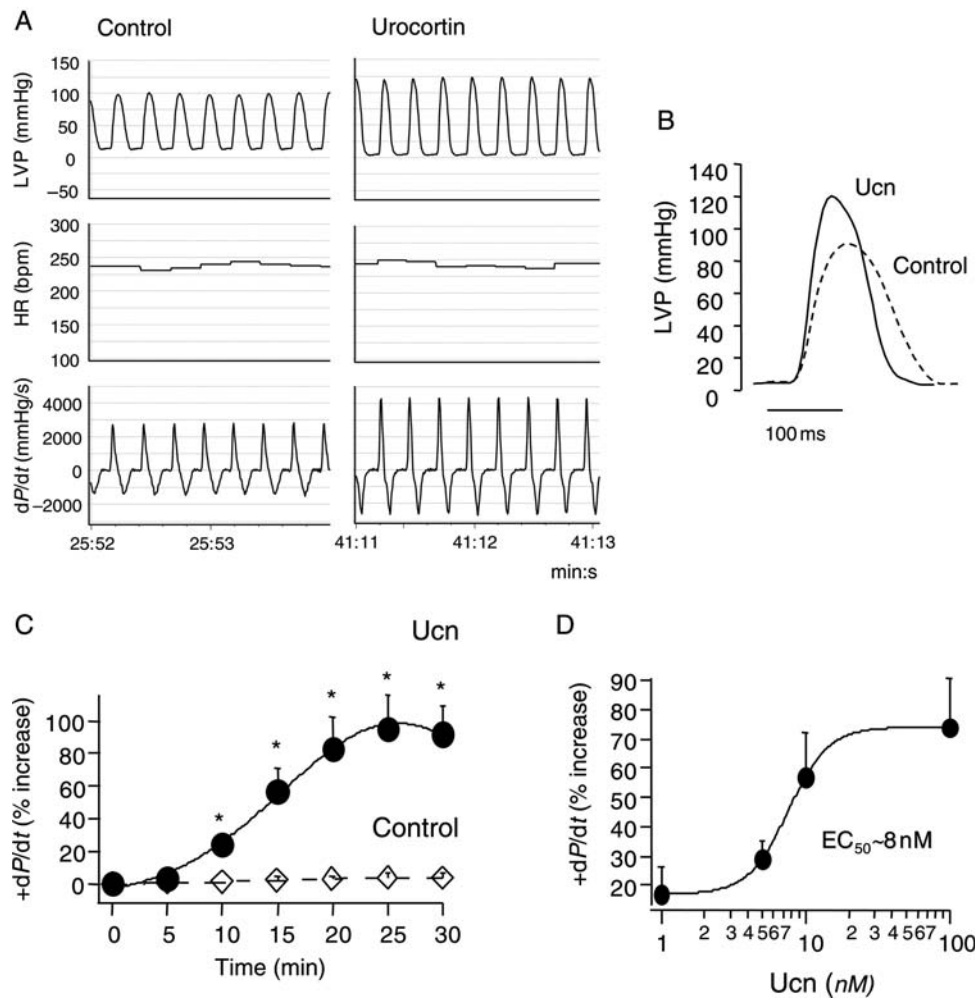 A
Control
Urocortin
LVP (mmHg)
150
100
50
0
–50
HR (bpm)
300
250
200
150
100
dP/dt (mmHg/s)
4000
2000
0
–2000
25:52
25:53
41:11
41:12
41:13
min:s
B
LVP (mmHg)
140
120
100
80
60
40
20
0
Ucn
Control
100 ms
C
Ucn
+dP/dt (% increase)
100
80
60
40
20
0
*
*
*
*
*
Control
0 5 10 15 20 25 30
Time (min)
D
+dP/dt (% increase)
90
80
70
60
50
40
30
20
EC50~8 nM
1 2 3 4 5 6 7 10 2 3 4 5 6 7 100
Ucn (nM)